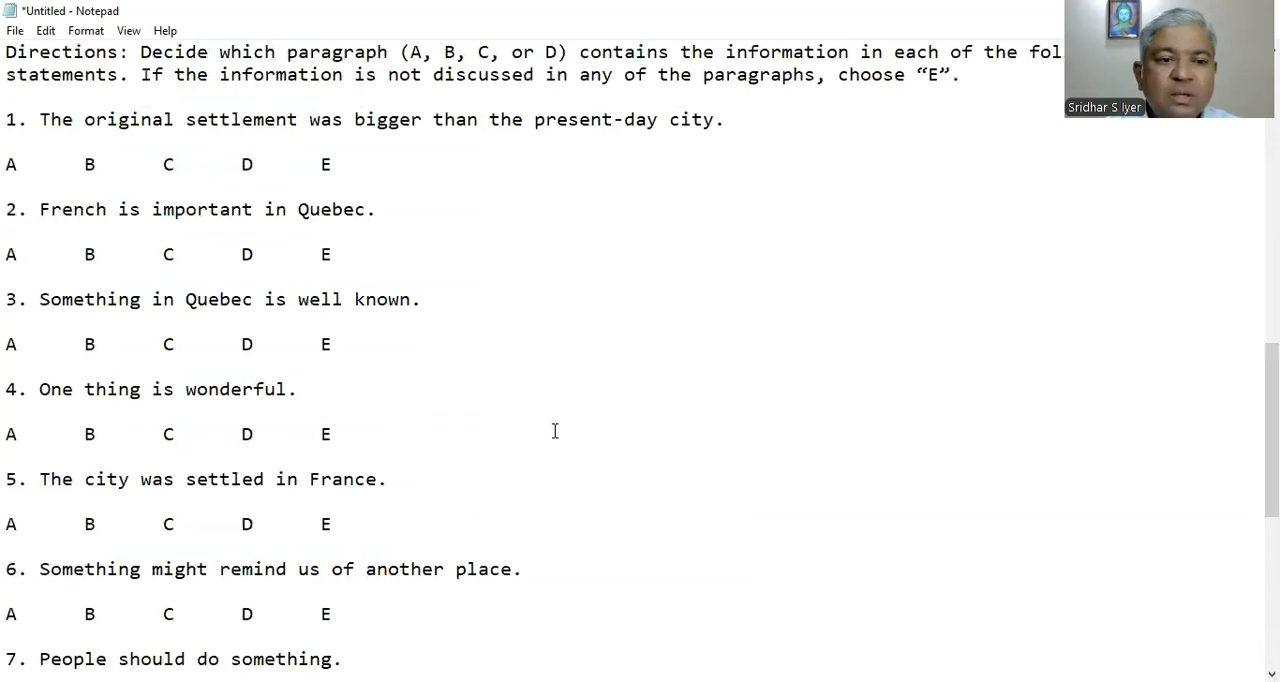 *Untitled - Notepad
File Edit Format View Help
Directions: Decide which paragraph (A, B, C, or D) contains the information in each of the fol
statements. If the information is not discussed in any of the paragraphs, choose “E”.
Sridhar S Iyer
1. The original settlement was bigger than the present-day city.
A B C D E
2. French is important in Quebec.
A B C D E
3. Something in Quebec is well known.
A B C D E
4. One thing is wonderful.
A B C D E
5. The city was settled in France.
A B C D E
6. Something might remind us of another place.
A B C D E
7. People should do something.